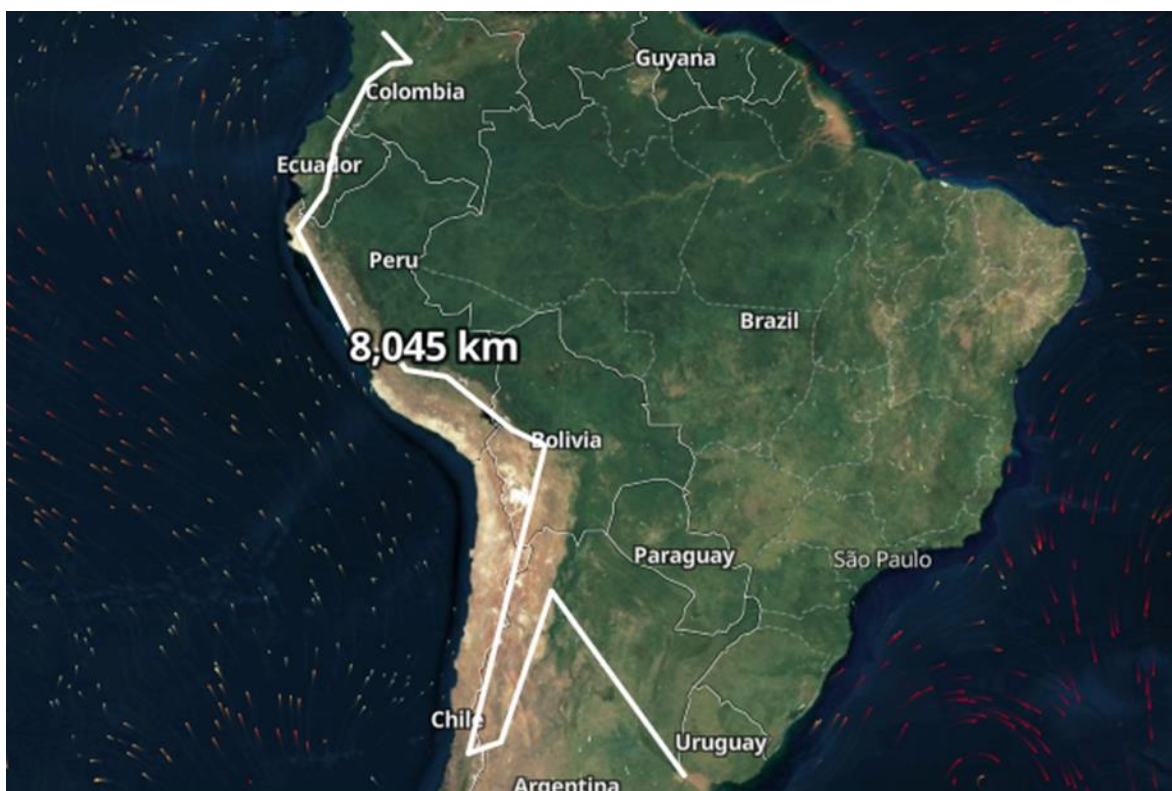 Guyana
Colombia
Ecuador
Peru
Brazil
8,045 km
Bolivia
Paraguay
São Paulo
Chile
Uruguay
Argentina